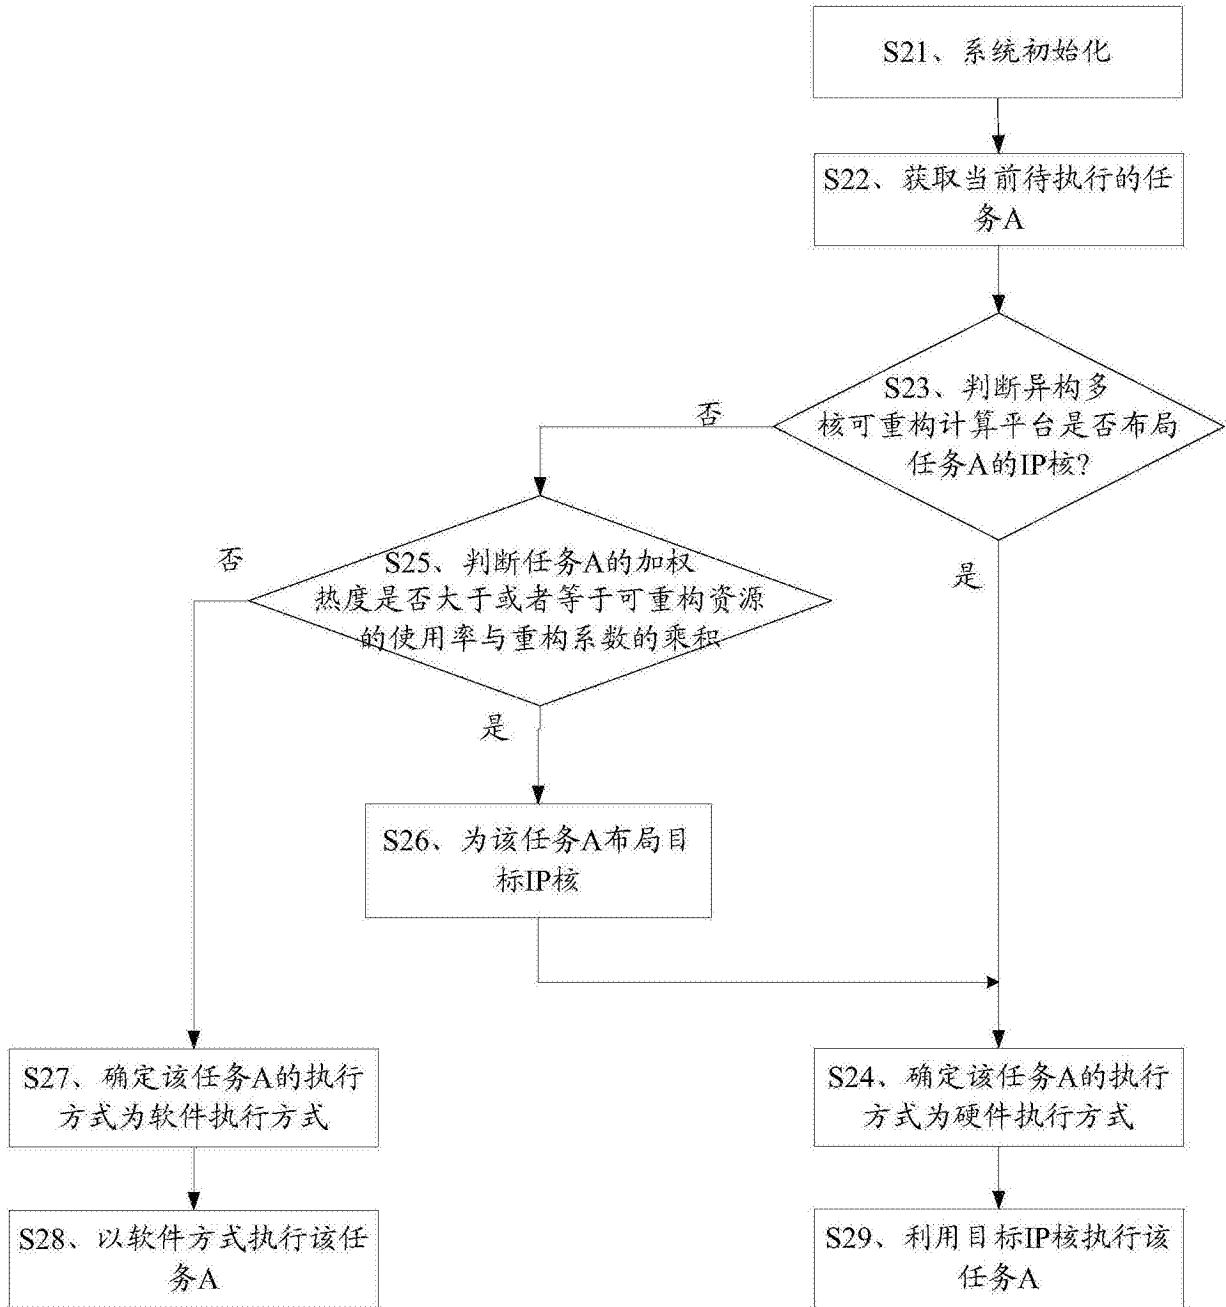 S21、系统初始化
S22、获取当前待执行的任
务A
S23、判断异构多
核可重构计算平台是否布局
任务A的IP核?
否
是
S25、判断任务A的加权
热度是否大于或者等于可重构资源
的使用率与重构系数的乘积
否
是
S26、为该任务A布局目
标IP核
S27、确定该任务A的执行
方式为软件执行方式
S24、确定该任务A的执行
方式为硬件执行方式
S28、以软件方式执行该任
务A
S29、利用目标IP核执行该
任务A